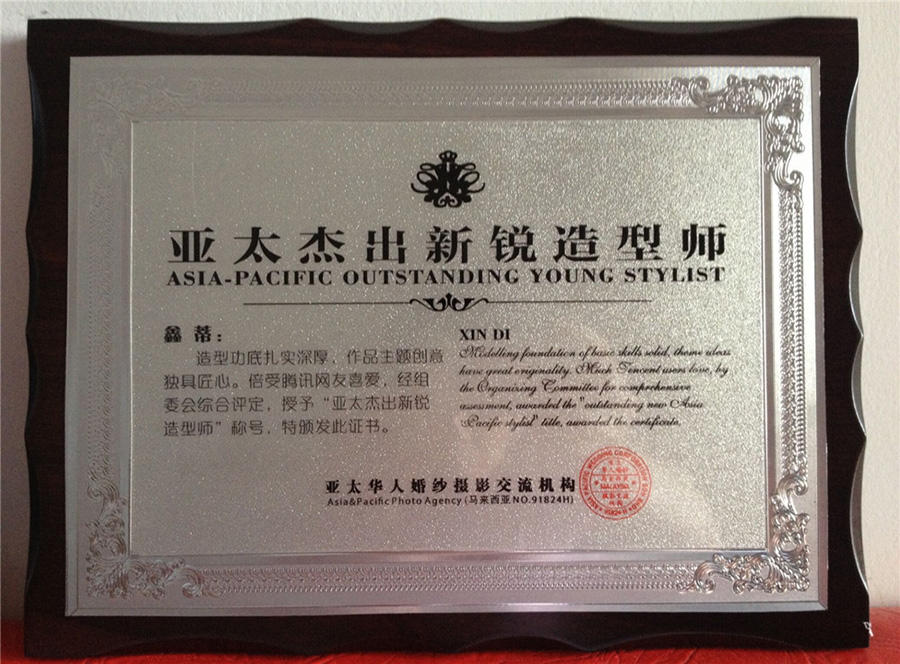 亚太杰出新锐造型师
ASIA-PACIFIC OUTSTANDING YOUNG STYLIST
鑫蒂：
造型功底扎实深厚，作品主题创意
独具匠心。倍受腾讯网友喜爱，经组
委会综合评定，授予“亚太杰出新锐
造型师”称号，特颁发此证书。
XIN DI
Modelling foundation of basic skills solid, theme ideas
have great originality. Much Tencent users love, by
the Organizing Committee for comprehensive
assessment, awarded the "outstanding new Asia
Pacific stylist" title, awarded the certificate.
亚太华人婚纱摄影交流机构
Asia&Pacific Photo Agency (马来西亚NO.91824H)
MALAYSIA